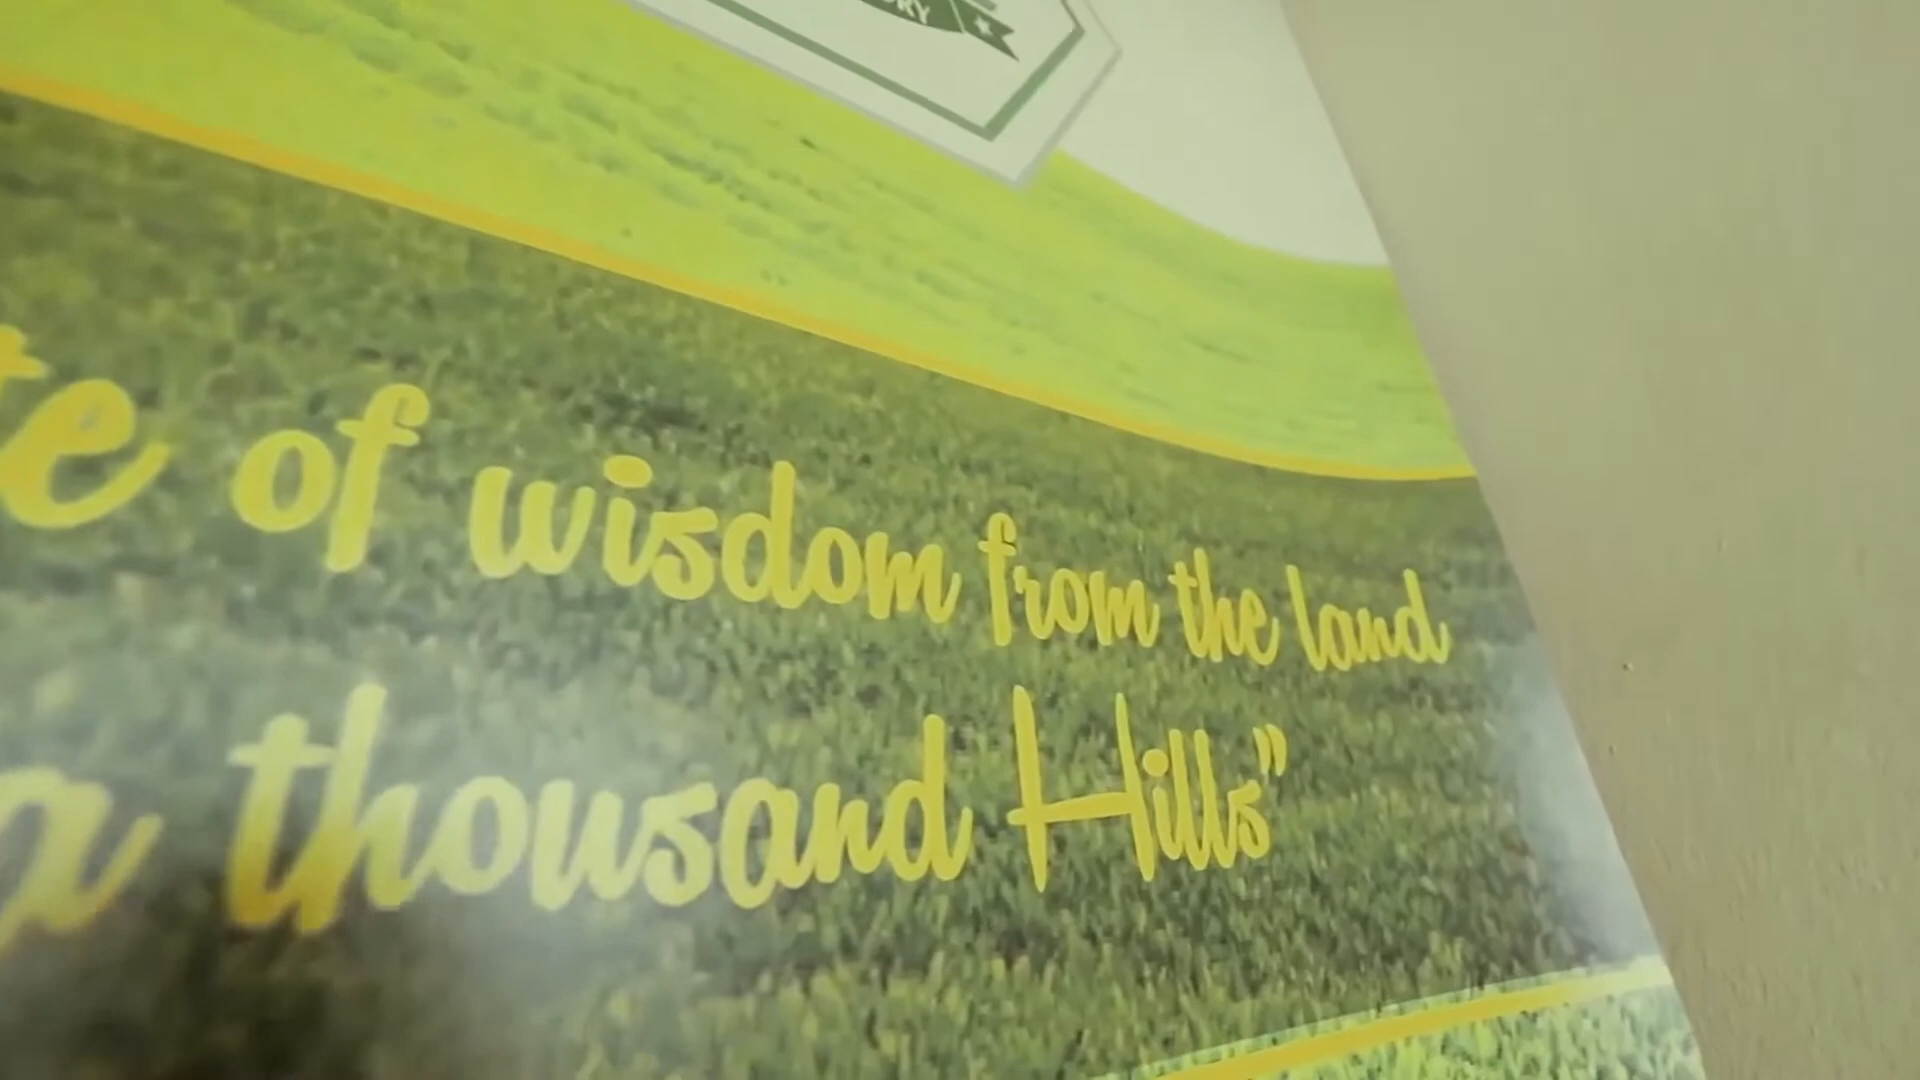 of wisdom from the land
a thousand Hills"